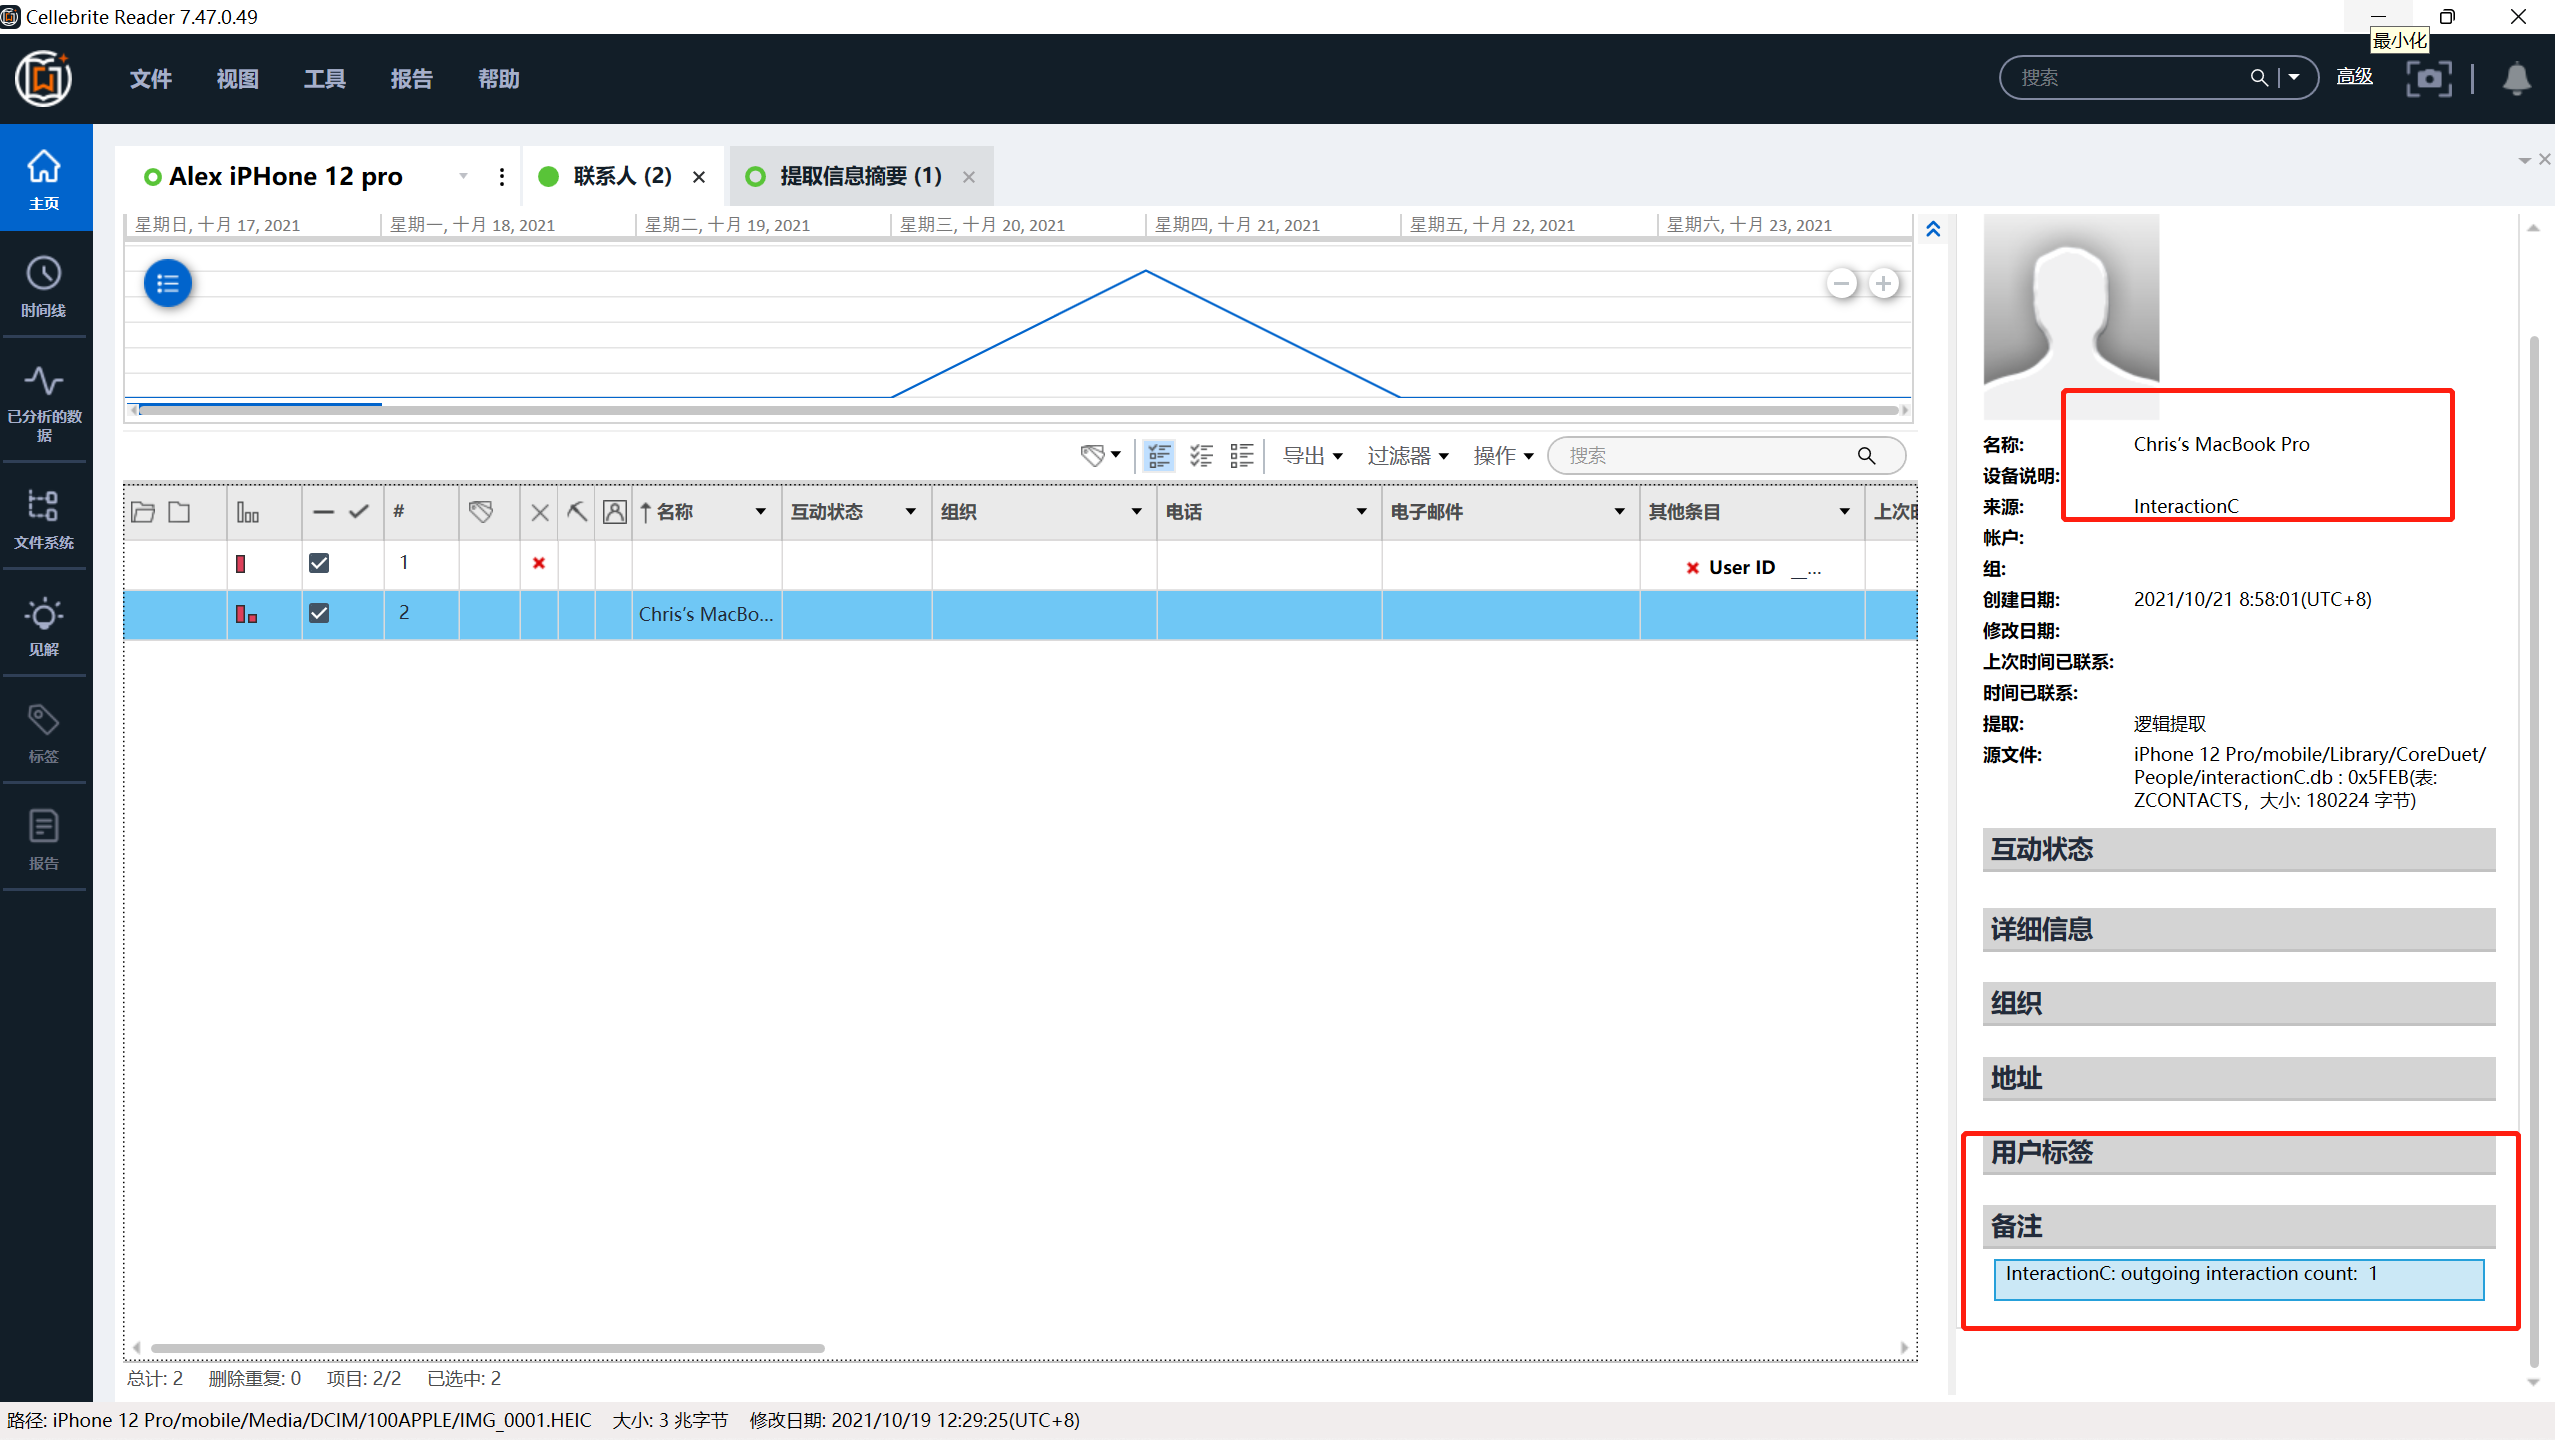 Cellebrite Reader 7.47.0.49
最小化
文件 视图 工具 报告 帮助
搜索 高级
主页
时间线
已分析的数
据
文件系统
见解
标签
报告
Alex iPHone 12 pro 联系人 (2) 提取信息摘要 (1)
星期日, 十月 17, 2021 星期一, 十月 18, 2021 星期二, 十月 19, 2021 星期三, 十月 20, 2021 星期四, 十月 21, 2021 星期五, 十月 22, 2021 星期六, 十月 23, 2021
导出 过滤器 操作 搜索
# 名称 互动状态 组织 电话 电子邮件 其他条目
1 User ID __...
2 Chris’s MacBo...
总计: 2 删除重复: 0 项目: 2/2 已选中: 2
名称: Chris’s MacBook Pro
设备说明:
来源: InteractionC
帐户:
组:
创建日期: 2021/10/21 8:58:01(UTC+8)
修改日期:
上次时间已联系:
时间已联系:
提取: 逻辑提取
源文件: iPhone 12 Pro/mobile/Library/CoreDuet/
People/interactionC.db : 0x5FEB(表:
ZCONTACTS，大小: 180224 字节)
互动状态
详细信息
组织
地址
用户标签
备注
InteractionC: outgoing interaction count: 1
路径: iPhone 12 Pro/mobile/Media/DCIM/100APPLE/IMG_0001.HEIC 大小: 3 兆字节 修改日期: 2021/10/19 12:29:25(UTC+8)